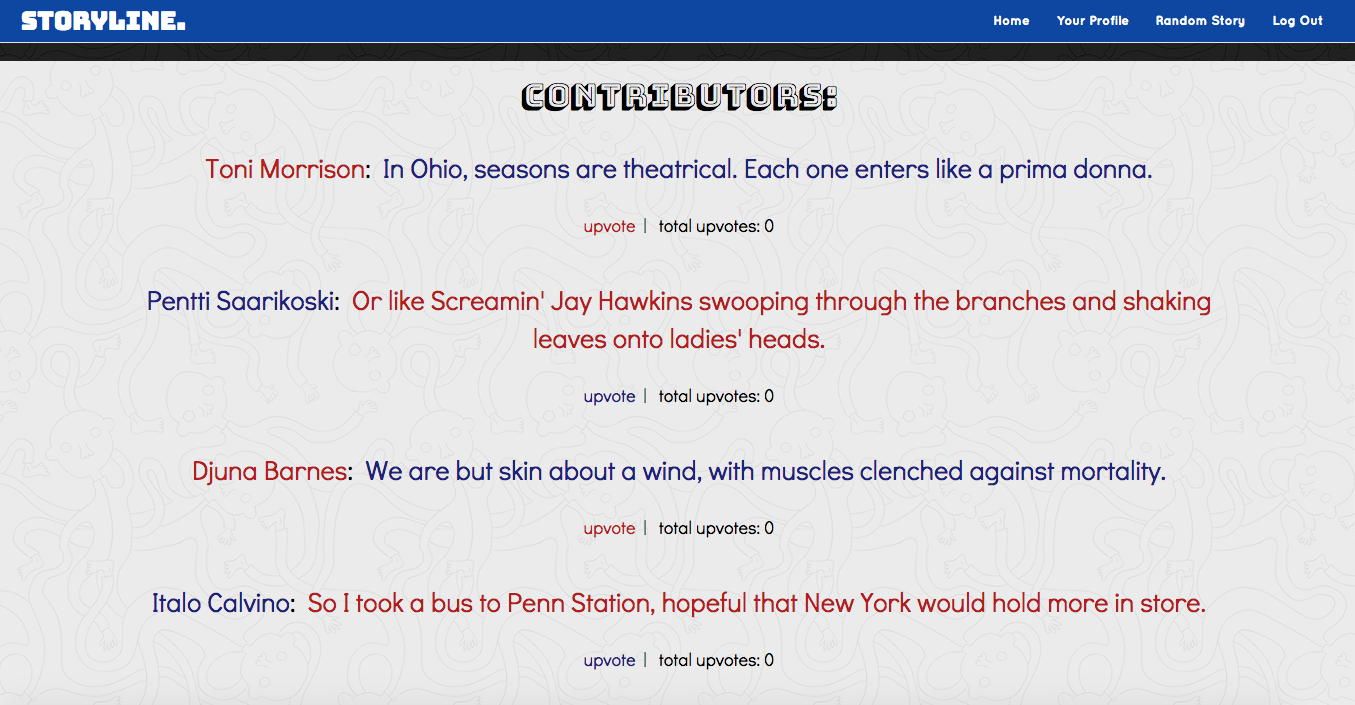 STORYLINE.
Home Your Profile Random Story Log Out
CONTRIBUTORS:
Toni Morrison: In Ohio, seasons are theatrical. Each one enters like a prima donna.
upvote | total upvotes: 0
Pentti Saarikoski: Or like Screamin' Jay Hawkins swooping through the branches and shaking
leaves onto ladies' heads.
upvote | total upvotes: 0
Djuna Barnes: We are but skin about a wind, with muscles clenched against mortality.
upvote | total upvotes: 0
Italo Calvino: So I took a bus to Penn Station, hopeful that New York would hold more in store.
upvote | total upvotes: 0